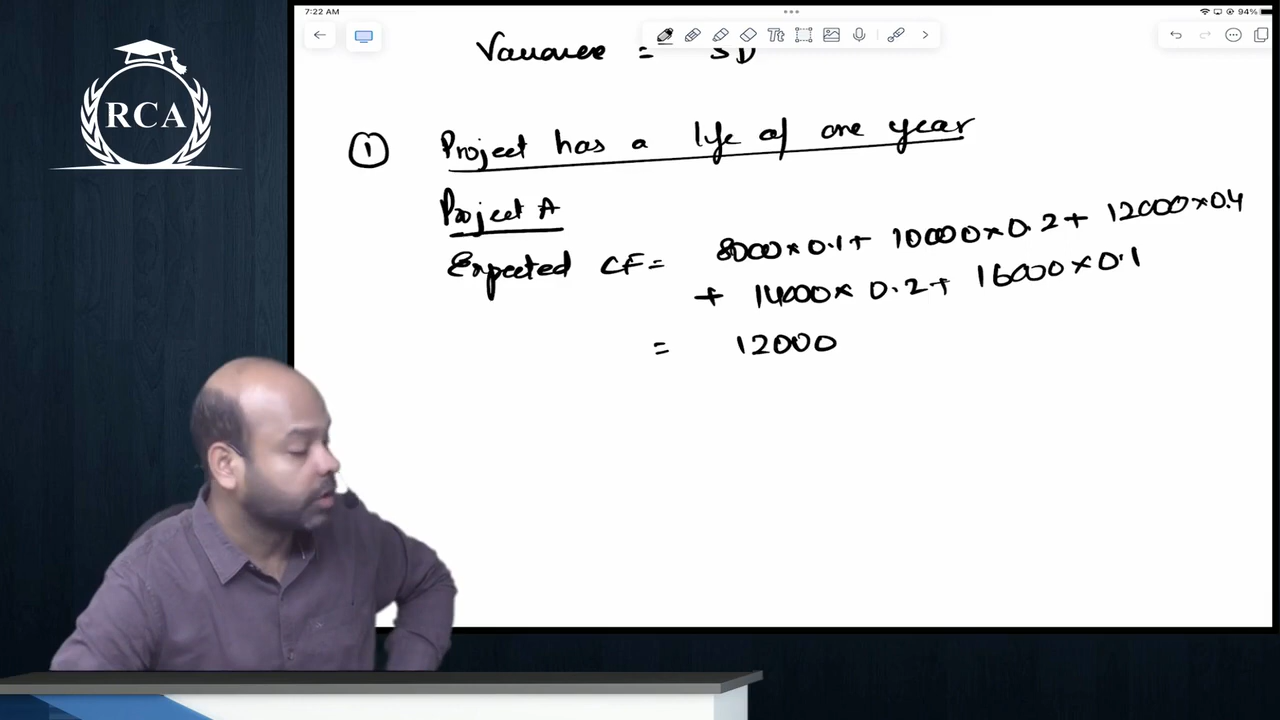 7:22 AM
94%
RCA
Tt
Variance = SD
① Project has a life of one year
Project A
Expected CF = 8000 × 0.1 + 10000 × 0.2 + 12000 × 0.4
+ 14000 × 0.2 + 16000 × 0.1
= 12000